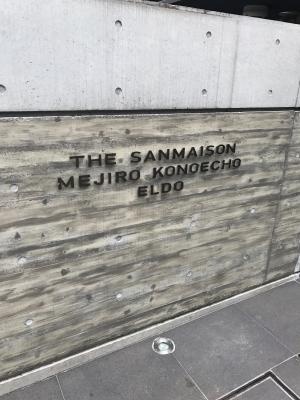 THE SANMAISON
MEJIRO KONOECHO
ELDO